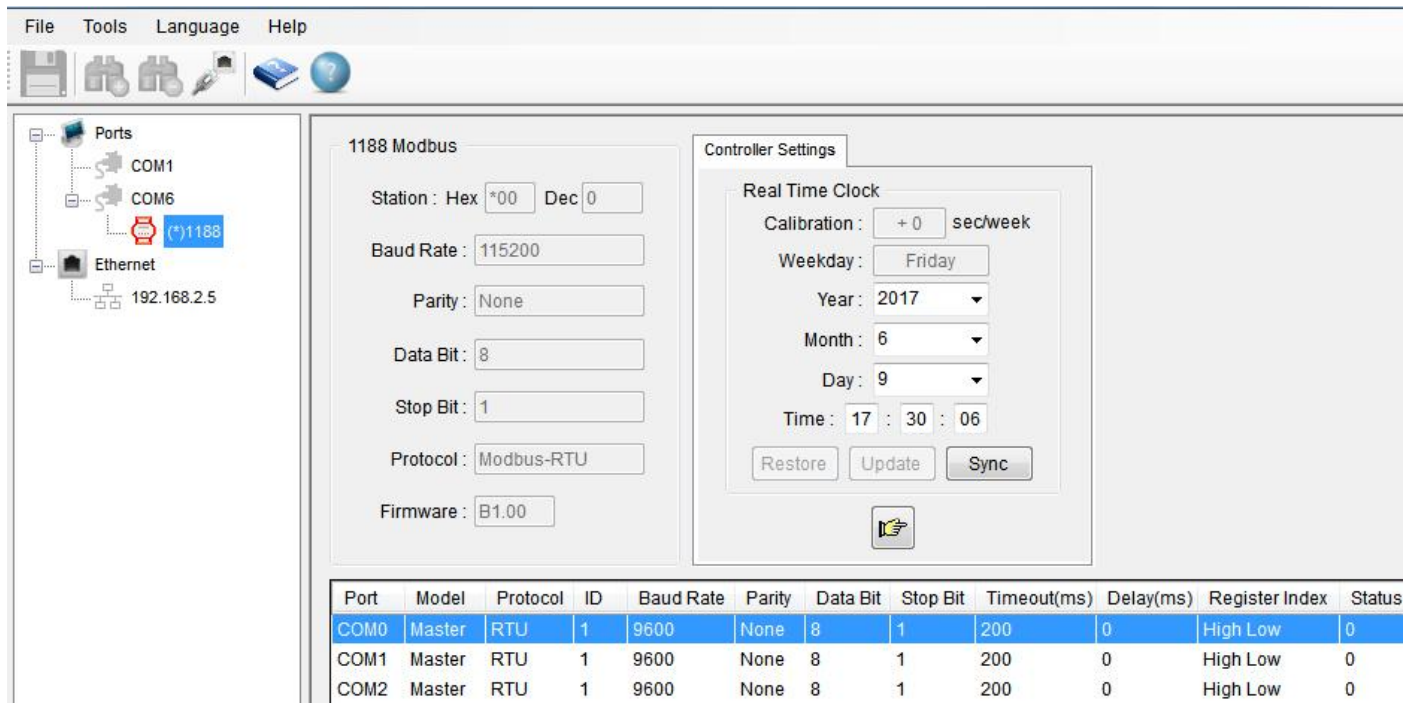 File Tools Language Help
Ports
COM1
COM6
(*)1188
Ethernet
192.168.2.5
1188 Modbus
Station : Hex *00 Dec 0
Baud Rate : 115200
Parity : None
Data Bit : 8
Stop Bit : 1
Protocol : Modbus-RTU
Firmware : B1.00
Controller Settings
Real Time Clock
Calibration : + 0 sec/week
Weekday : Friday
Year : 2017
Month : 6
Day : 9
Time : 17 : 30 : 06
Restore Update Sync
Port Model Protocol ID Baud Rate Parity Data Bit Stop Bit Timeout(ms) Delay(ms) Register Index Status
COM0 Master RTU 1 9600 None 8 1 200 0 High Low 0
COM1 Master RTU 1 9600 None 8 1 200 0 High Low 0
COM2 Master RTU 1 9600 None 8 1 200 0 High Low 0